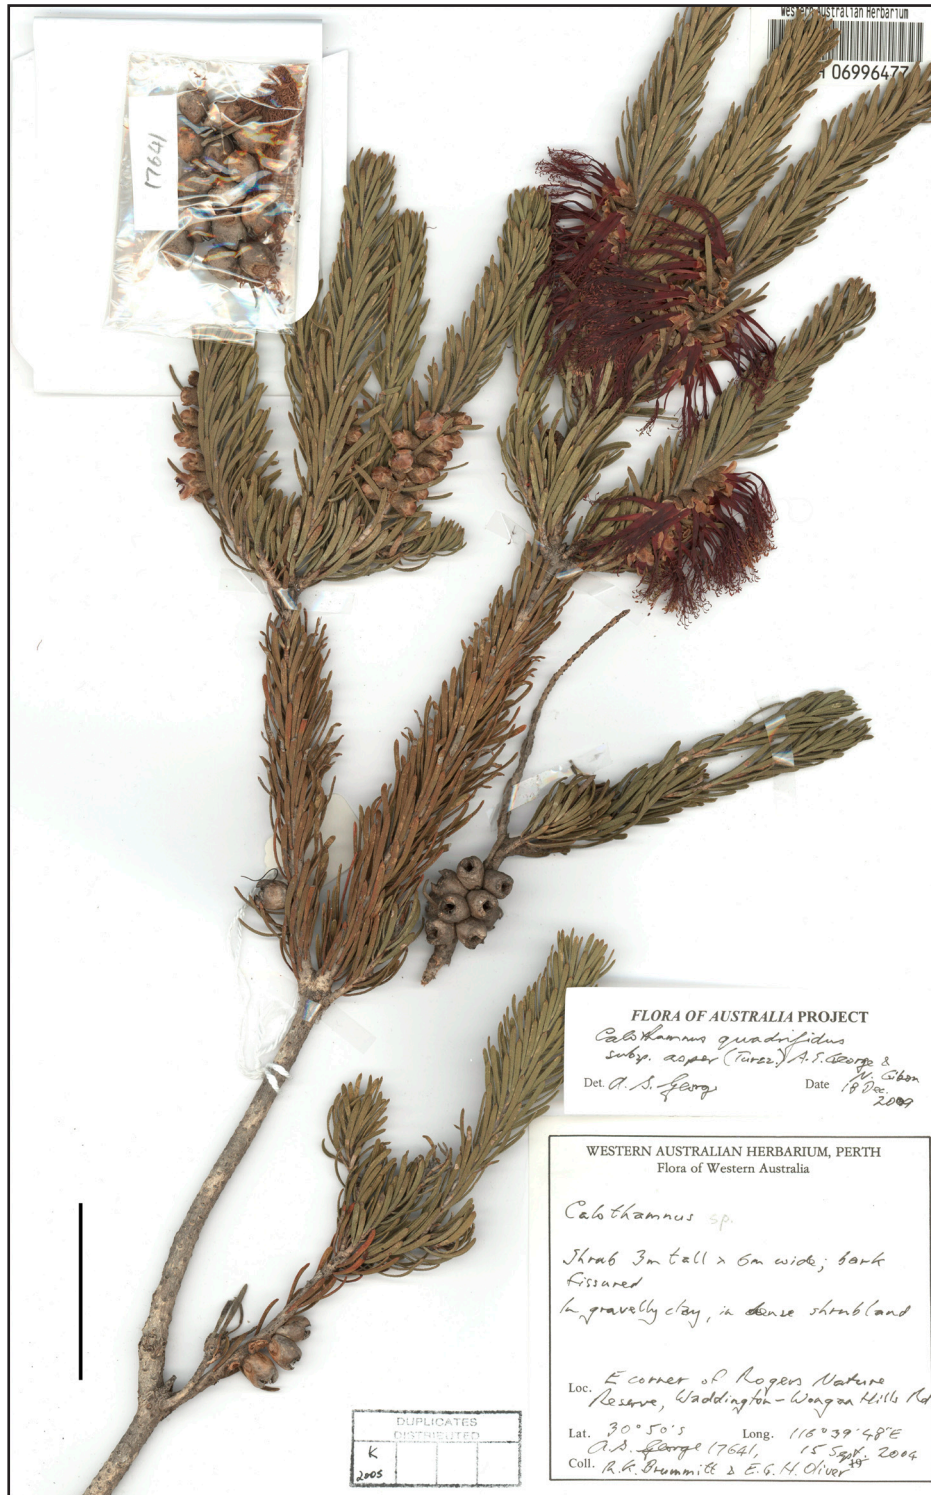 Western Australian Herbarium
06996477
17641
FLORA OF AUSTRALIA PROJECT
Calothamnus quadrifidus
subsp. asper (Turcz.) A.S. George &
N. Gibson
Det. A. S. George Date 18 Dec.
2009
WESTERN AUSTRALIAN HERBARIUM, PERTH
Flora of Western Australia
Calothamnus sp.
Shrub 3m tall x 6m wide; bark
fissured
In gravelly clay, in dense shrubland
Loc. E corner of Rogers Nature
Reserve, Waddington-Wongan Hills Rd
Lat. 30°50'S Long. 116°39'48"E
A.S. George 17641, 15 Sept. 2004
Coll. R.K. Brummitt & E.G.H. Oliver 19
DUPLICATES
DISTRIBUTED
K
2005